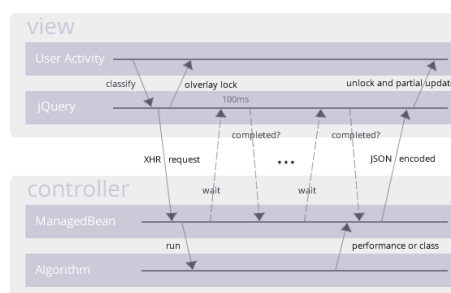 view
User Activity
classify
olverlay lock
unlock and partial update
jQuery
100ms
completed?
completed?
XHR request
...
JSON encoded
wait
wait
controller
ManagedBean
run
performance or class
Algorithm